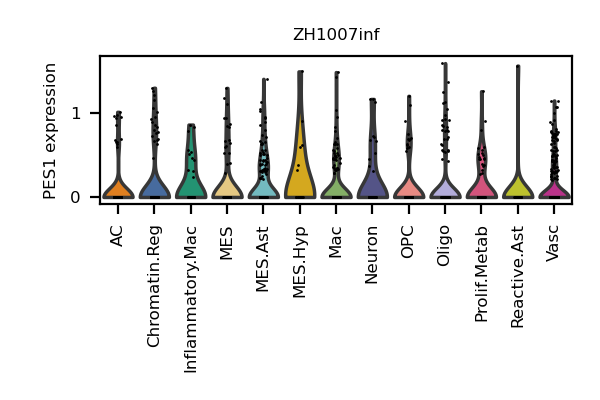 ZH1007inf
PES1 expression
1
0
AC
Chromatin.Reg
Inflammatory.Mac
MES
MES.Ast
MES.Hyp
Mac
Neuron
OPC
Oligo
Prolif.Metab
Reactive.Ast
Vasc